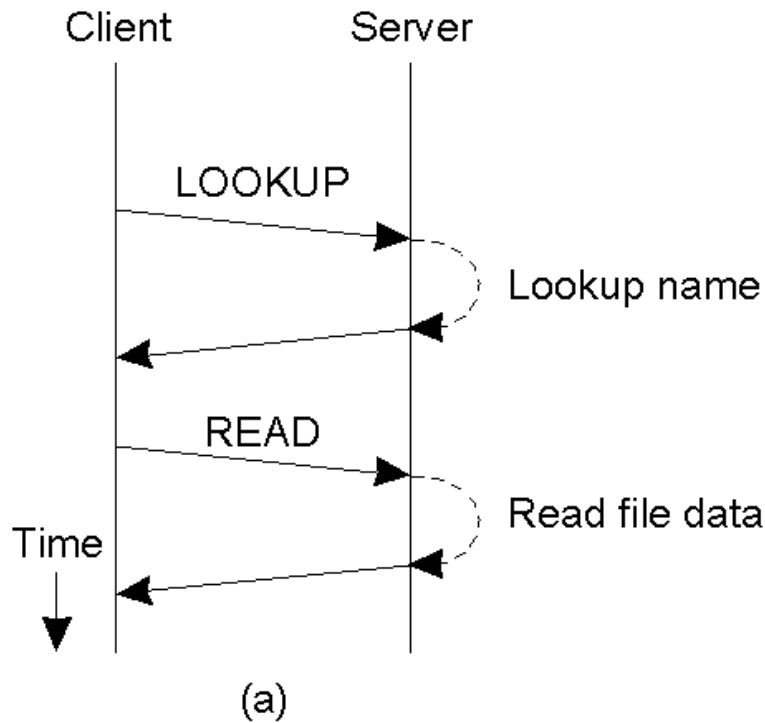 Client
Server
LOOKUP
Lookup name
READ
Read file data
Time
(a)